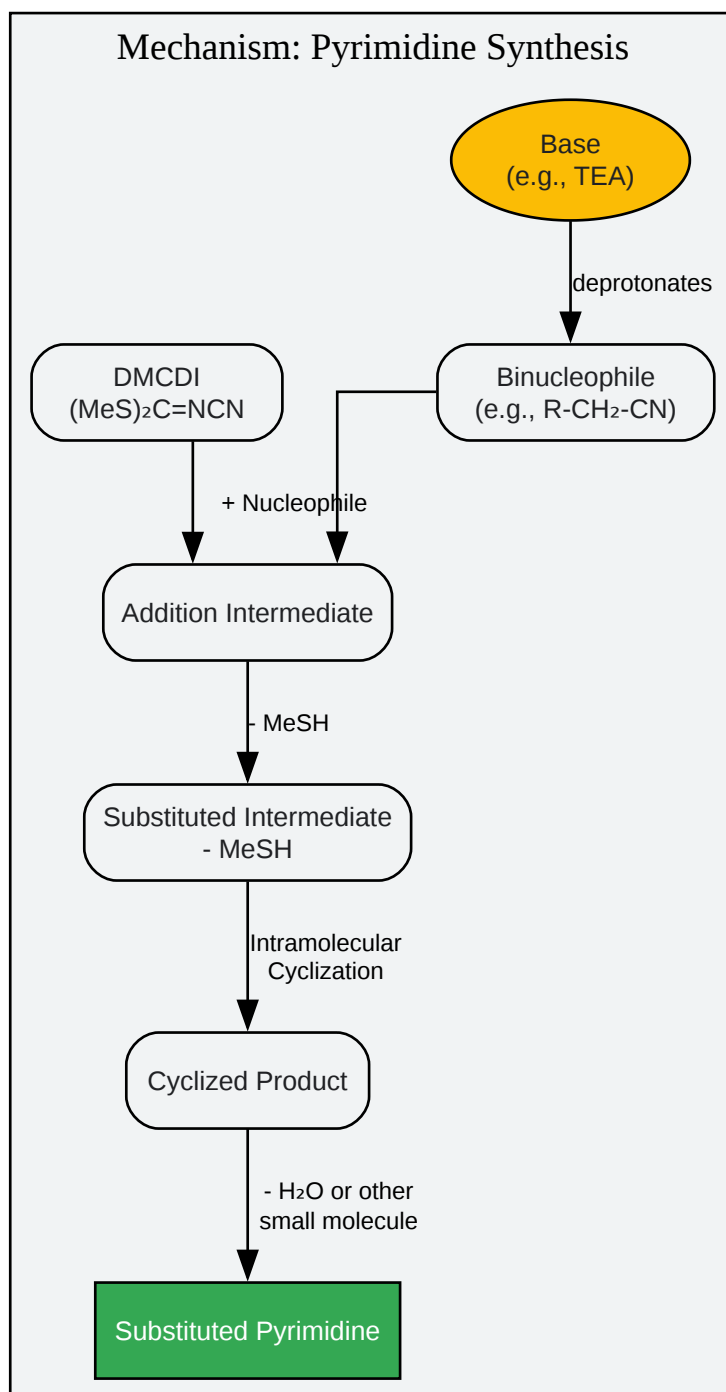 Mechanism: Pyrimidine Synthesis
Base
(e.g., TEA)
deprotonates
DMCDI
(MeS)₂C=NCN
Binucleophile
(e.g., R-CH₂-CN)
+ Nucleophile
Addition Intermediate
- MeSH
Substituted Intermediate
- MeSH
Intramolecular
Cyclization
Cyclized Product
- H₂O or other
small molecule
Substituted Pyrimidine